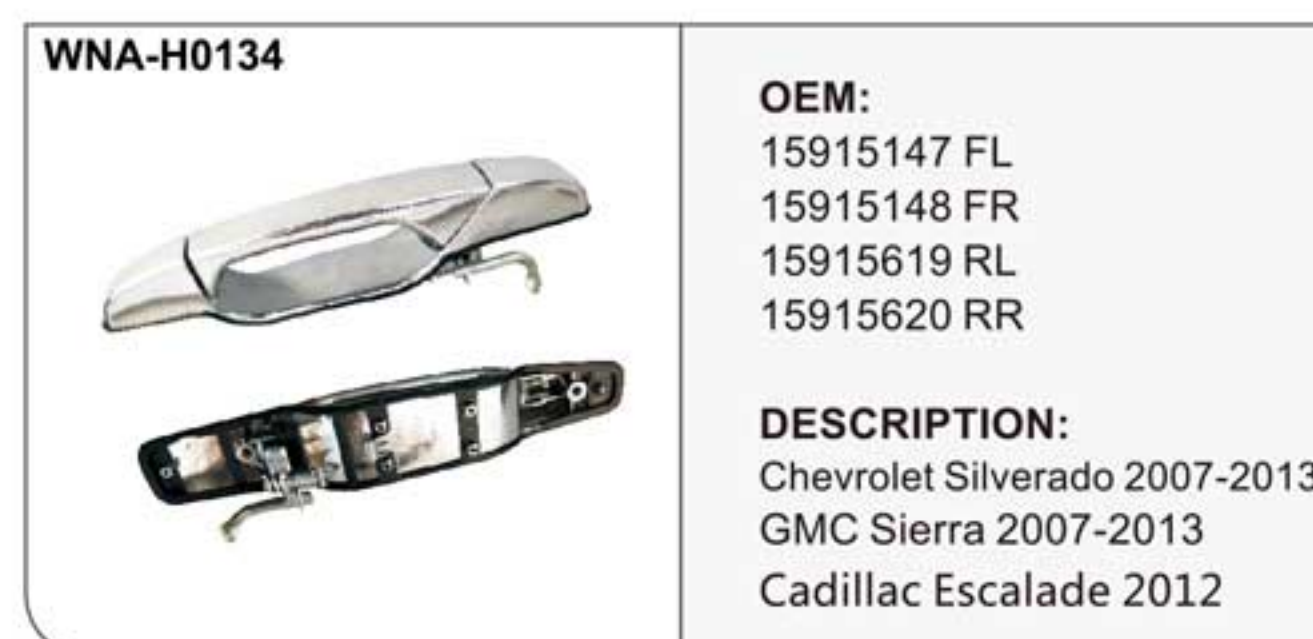 WNA-H0134
OEM:
15915147 FL
15915148 FR
15915619 RL
15915620 RR
DESCRIPTION:
Chevrolet Silverado 2007-2013
GMC Sierra 2007-2013
Cadillac Escalade 2012